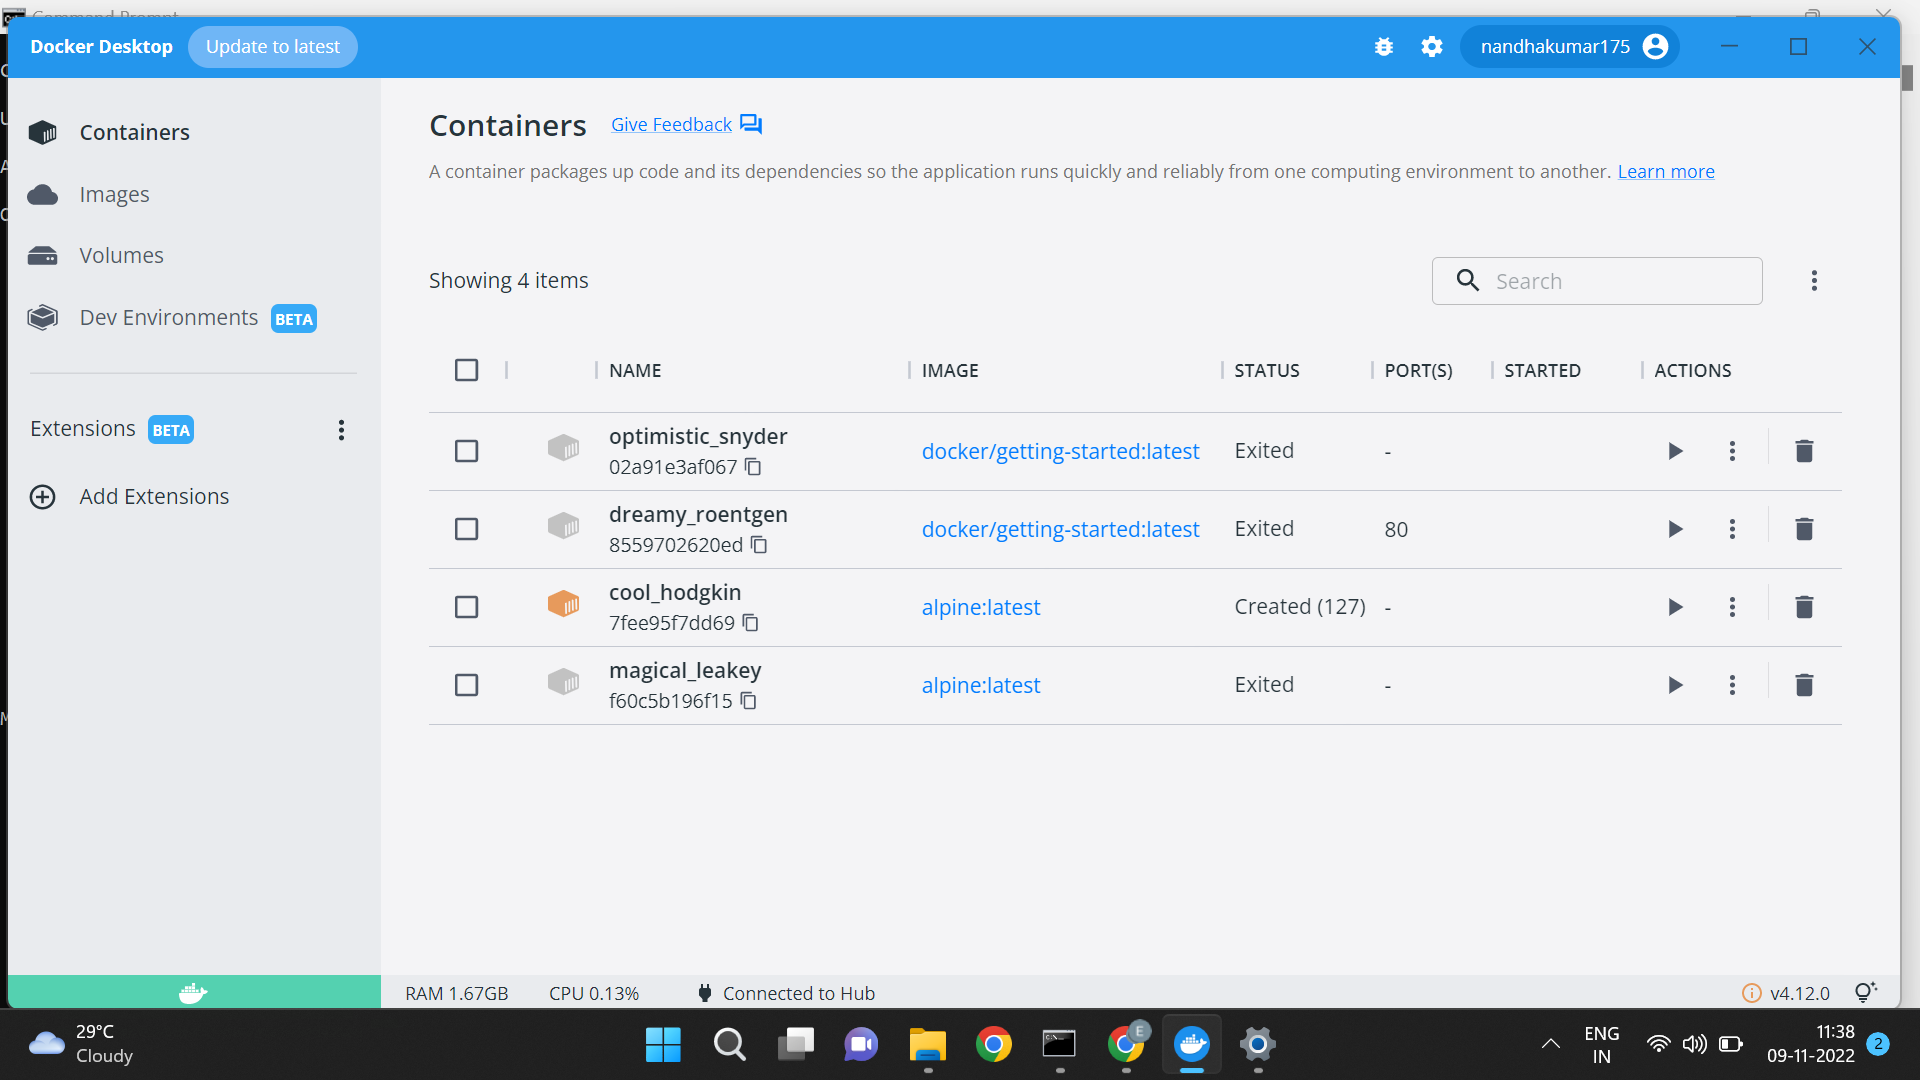 Command Prompt
Docker Desktop Update to latest nandhakumar175
Containers
Images
Volumes
Dev Environments BETA
Extensions BETA
Add Extensions
Containers Give Feedback
A container packages up code and its dependencies so the application runs quickly and reliably from one computing environment to another. Learn more
Showing 4 items Search
NAME IMAGE STATUS PORT(S) STARTED ACTIONS
optimistic_snyder
02a91e3af067 docker/getting-started:latest Exited -
dreamy_roentgen
8559702620ed docker/getting-started:latest Exited 80
cool_hodgkin
7fee95f7dd69 alpine:latest Created (127) -
magical_leakey
f60c5b196f15 alpine:latest Exited -
RAM 1.67GB CPU 0.13% Connected to Hub v4.12.0
29°C
Cloudy
E
ENG
IN
11:38
09-11-2022
2